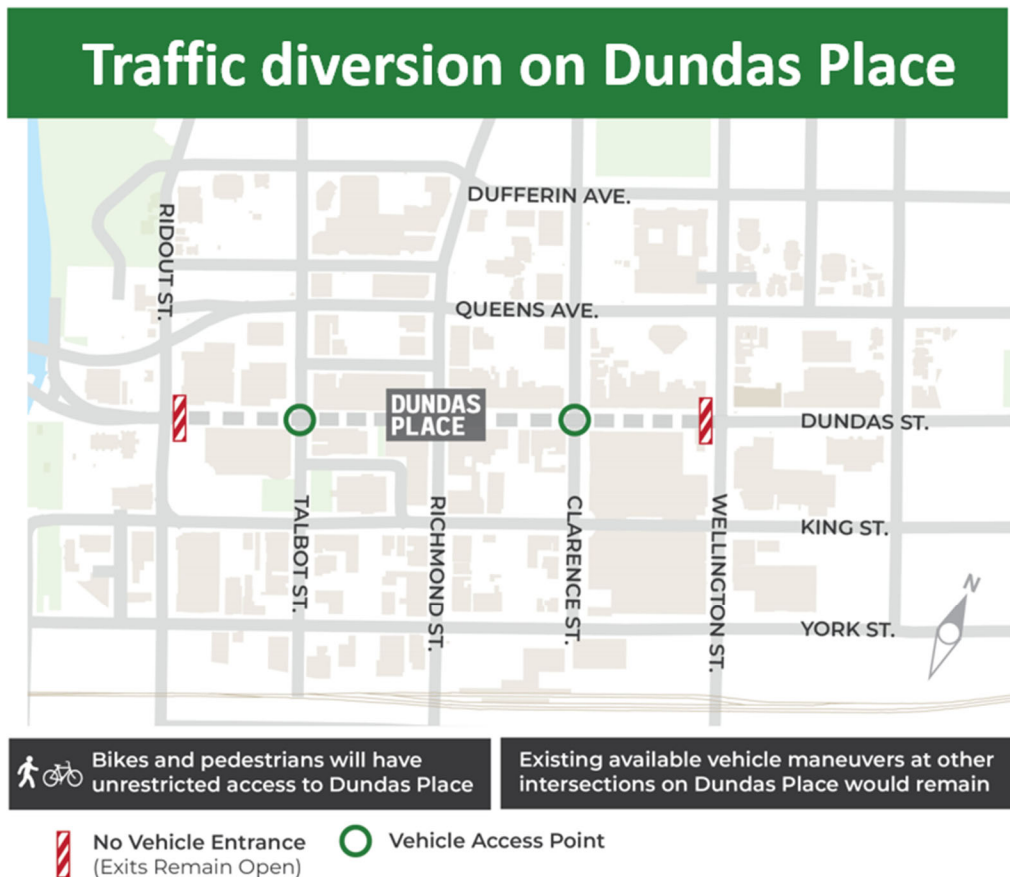 Traffic diversion on Dundas Place
DUFFERIN AVE.
RIDOUT ST.
QUEENS AVE.
DUNDAS
PLACE
DUNDAS ST.
TALBOT ST.
RICHMOND ST.
CLARENCE ST.
WELLINGTON ST.
KING ST.
N
YORK ST.
Bikes and pedestrians will have
unrestricted access to Dundas Place
Existing available vehicle maneuvers at other
intersections on Dundas Place would remain
No Vehicle Entrance
(Exits Remain Open)
Vehicle Access Point